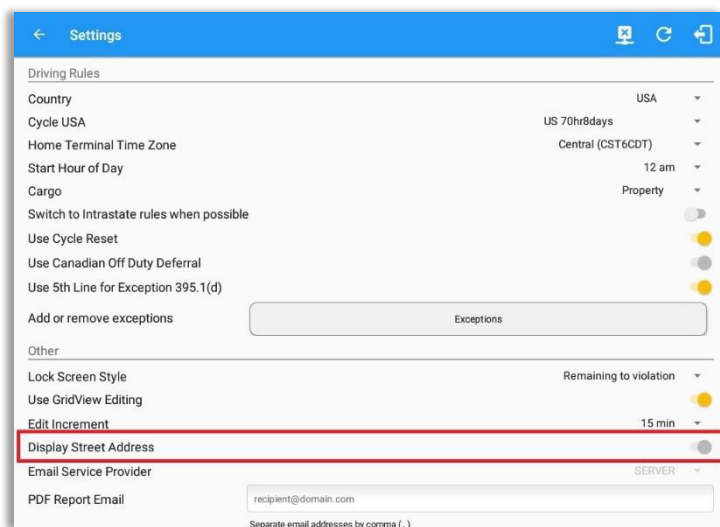 Settings
Driving Rules
Country USA
Cycle USA US 70hr8days
Home Terminal Time Zone Central (CST6CDT)
Start Hour of Day 12 am
Cargo Property
Switch to Intrastate rules when possible
Use Cycle Reset
Use Canadian Off Duty Deferral
Use 5th Line for Exception 395.1(d)
Add or remove exceptions Exceptions
Other
Lock Screen Style Remaining to violation
Use GridView Editing
Edit Increment 15 min
Display Street Address
Email Service Provider SERVER
PDF Report Email recipient@domain.com
Separate email addresses by comma ( , )